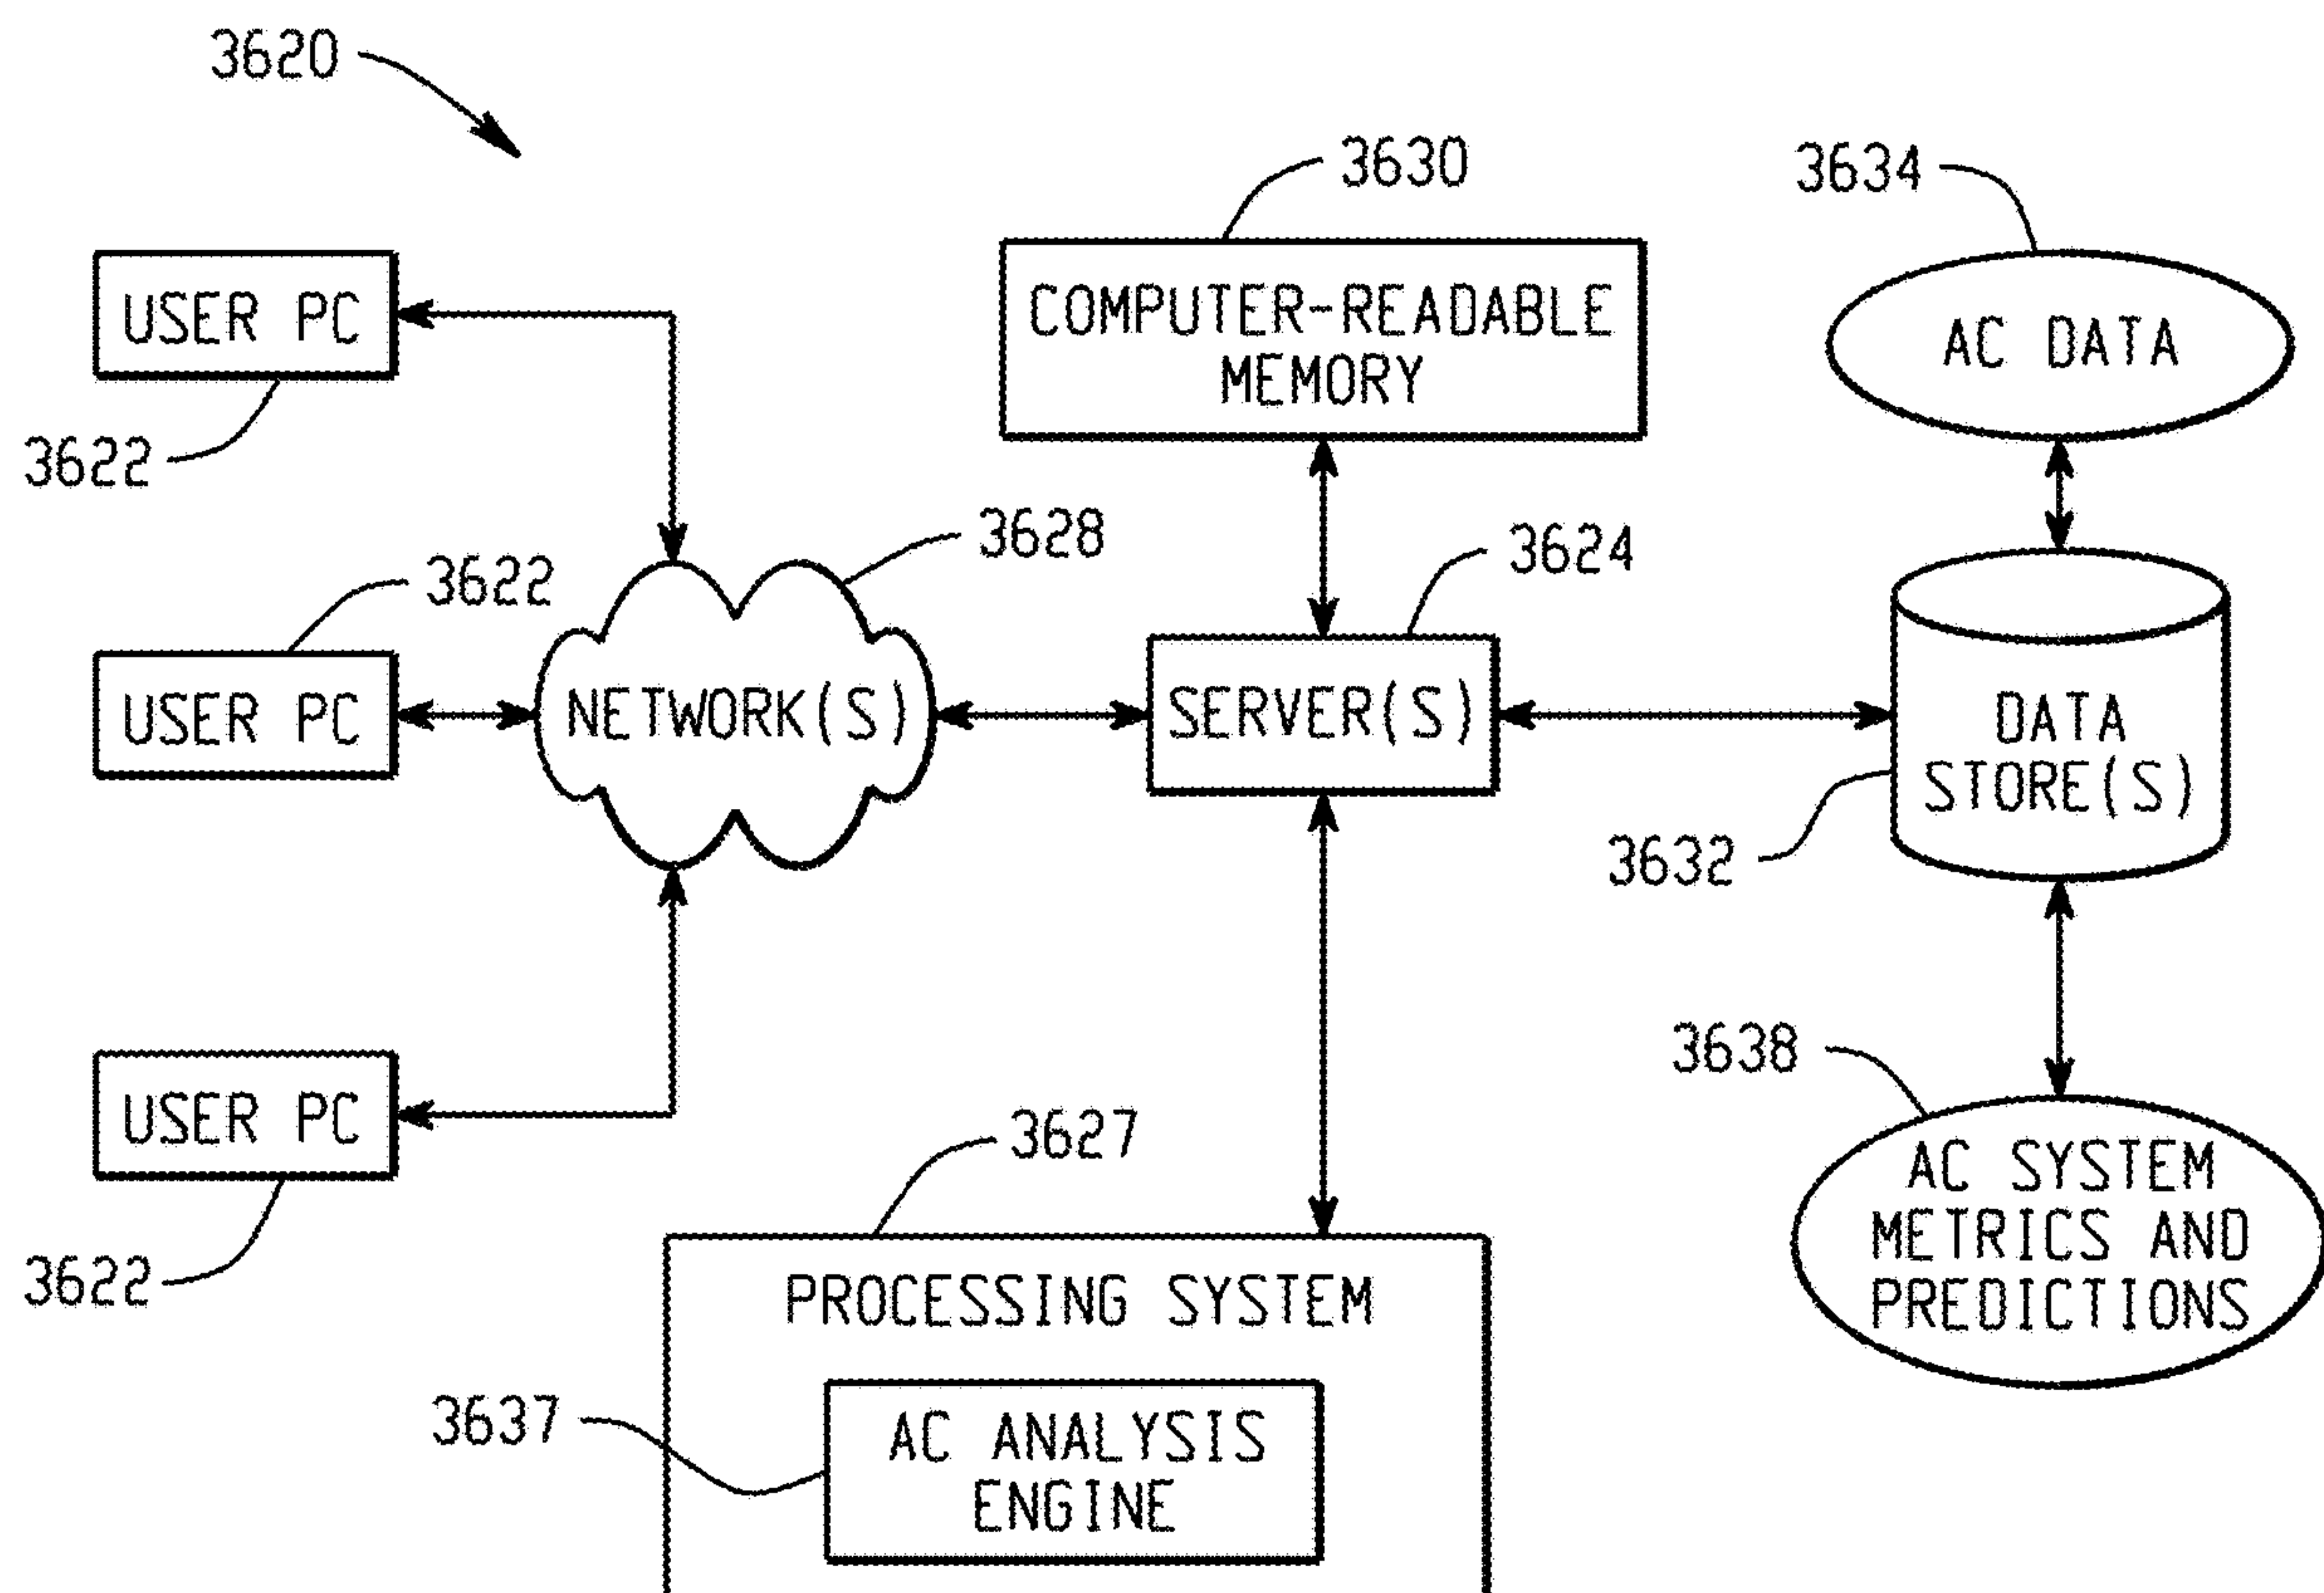 3620
3630
3634
USER PC
COMPUTER-READABLE
MEMORY
AC DATA
3622
3628
3624
3622
USER PC
NETWORK(S)
SERVER(S)
DATA
STORE(S)
3632
3638
USER PC
3627
AC SYSTEM
METRICS AND
PREDICTIONS
3622
PROCESSING SYSTEM
3637
AC ANALYSIS
ENGINE